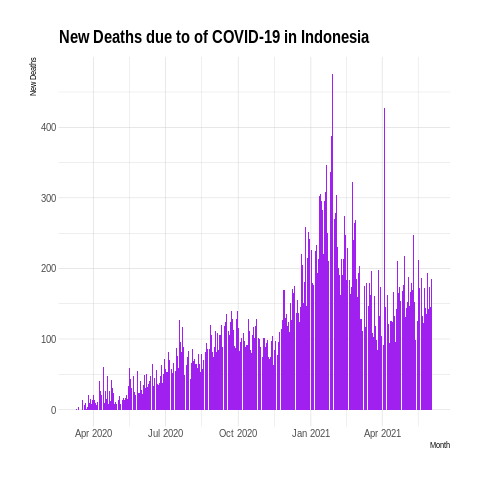 New Deaths due to of COVID-19 in Indonesia
New Deaths
400
300
200
100
0
Apr 2020 Jul 2020 Oct 2020 Jan 2021 Apr 2021
Month